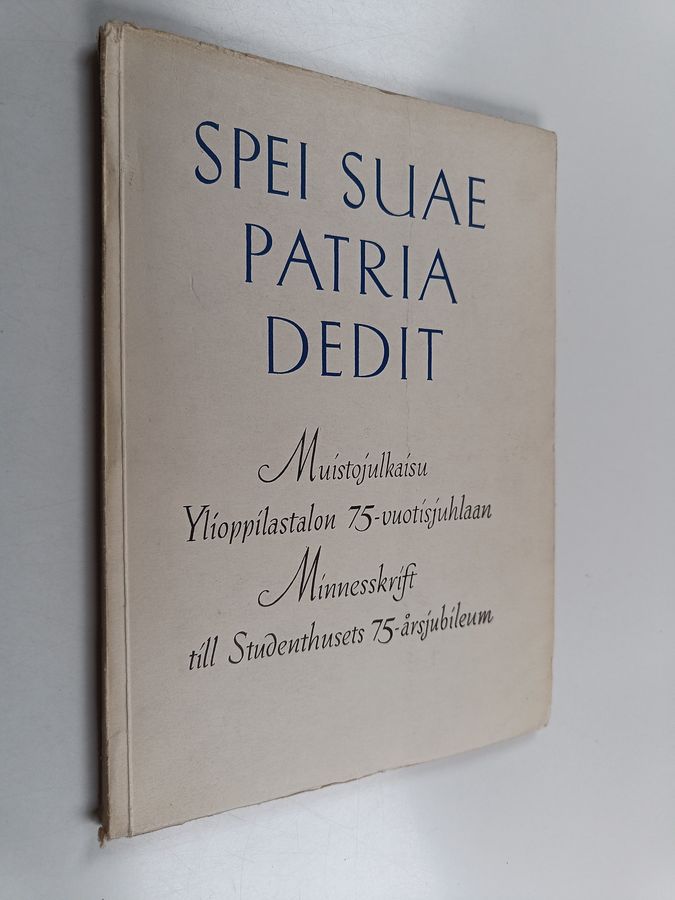 SPEI SUAE
PATRIA
DEDIT
Muistojulkaisu
Ylioppilastalon 75-vuotisjuhlaan
Minnesskrift
till Studenthusets 75-årsjubileum